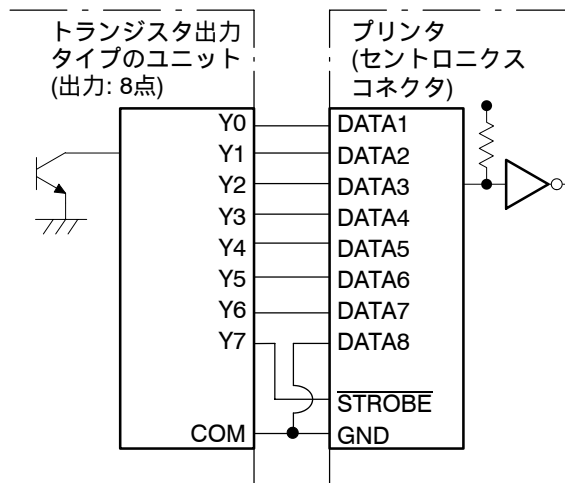 トランジスタ出力
タイプのユニット
(出力: 8点)
プリンタ
(セントロニクス
コネクタ)
Y0
Y1
Y2
Y3
Y4
Y5
Y6
Y7
COM
DATA1
DATA2
DATA3
DATA4
DATA5
DATA6
DATA7
DATA8
STROBE
GND